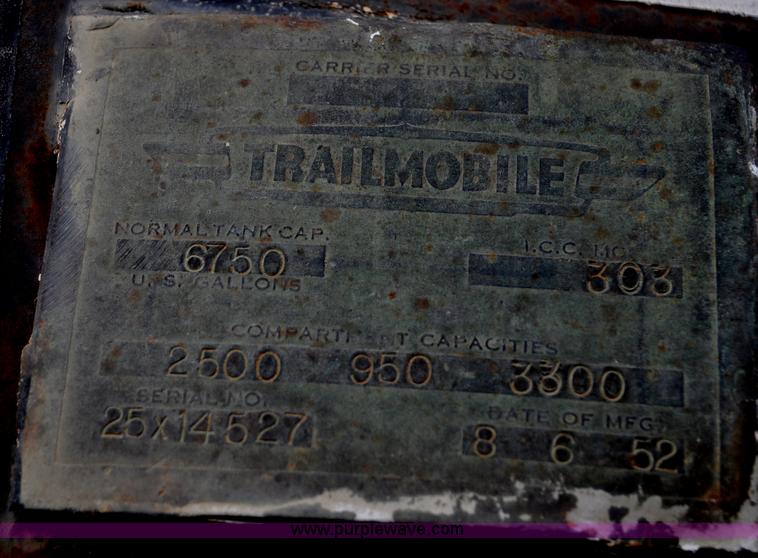 CARRIER SERIAL NO.
TRAILMOBILE
NORMAL TANK CAP.
6750
U.S. GALLONS
I.C.C. MC
303
COMPARTMENT CAPACITIES
2500 950 3300
SERIAL NO.
25X14527
DATE OF MFG.
8 6 52
www.purplewave.com